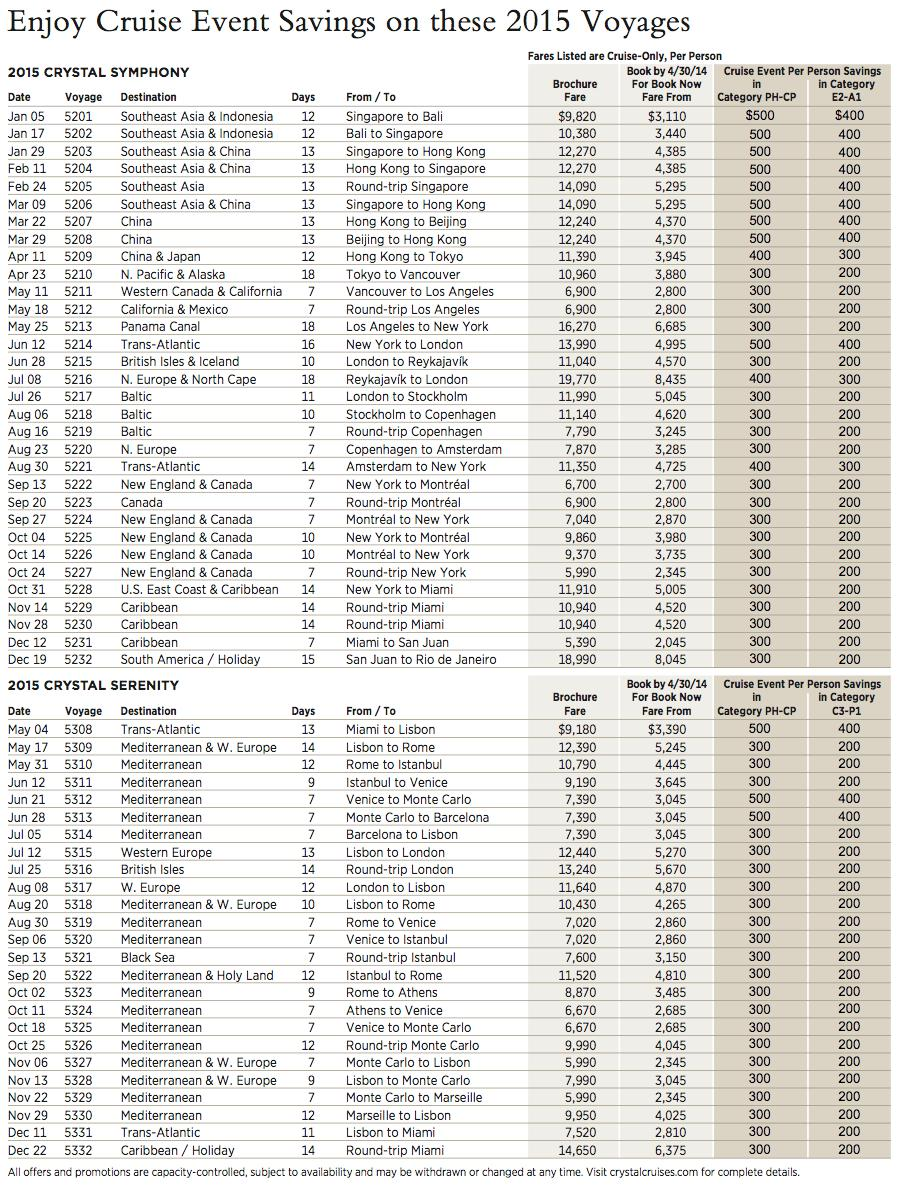 Enjoy Cruise Event Savings on these 2015 Voyages
Fares Listed are Cruise-Only, Per Person
2015 CRYSTAL SYMPHONY
Date Voyage Destination Days From / To Brochure Fare Book by 4/30/14 For Book Now Fare From Cruise Event Per Person Savings in Category PH-CP in Category E2-A1
Jan 05 5201 Southeast Asia & Indonesia 12 Singapore to Bali $9,820 $3,110 $500 $400
Jan 17 5202 Southeast Asia & Indonesia 12 Bali to Singapore 10,380 3,440 500 400
Jan 29 5203 Southeast Asia & China 13 Singapore to Hong Kong 12,270 4,385 500 400
Feb 11 5204 Southeast Asia & China 13 Hong Kong to Singapore 12,270 4,385 500 400
Feb 24 5205 Southeast Asia 13 Round-trip Singapore 14,090 5,295 500 400
Mar 09 5206 Southeast Asia & China 13 Singapore to Hong Kong 14,090 5,295 500 400
Mar 22 5207 China 13 Hong Kong to Beijing 12,240 4,370 500 400
Mar 29 5208 China 13 Beijing to Hong Kong 12,240 4,370 500 400
Apr 11 5209 China & Japan 12 Hong Kong to Tokyo 11,390 3,945 400 300
Apr 23 5210 N. Pacific & Alaska 18 Tokyo to Vancouver 10,960 3,880 300 200
May 11 5211 Western Canada & California 7 Vancouver to Los Angeles 6,900 2,800 300 200
May 18 5212 California & Mexico 7 Round-trip Los Angeles 6,900 2,800 300 200
May 25 5213 Panama Canal 18 Los Angeles to New York 16,270 6,685 300 200
Jun 12 5214 Trans-Atlantic 16 New York to London 13,990 4,995 500 400
Jun 28 5215 British Isles & Iceland 10 London to Reykajavík 11,040 4,570 300 200
Jul 08 5216 N. Europe & North Cape 18 Reykajavík to London 19,770 8,435 400 300
Jul 26 5217 Baltic 11 London to Stockholm 11,990 5,045 300 200
Aug 06 5218 Baltic 10 Stockholm to Copenhagen 11,140 4,620 300 200
Aug 16 5219 Baltic 7 Round-trip Copenhagen 7,790 3,245 300 200
Aug 23 5220 N. Europe 7 Copenhagen to Amsterdam 7,870 3,285 300 200
Aug 30 5221 Trans-Atlantic 14 Amsterdam to New York 11,350 4,725 400 300
Sep 13 5222 New England & Canada 7 New York to Montréal 6,700 2,700 300 200
Sep 20 5223 Canada 7 Round-trip Montréal 6,900 2,800 300 200
Sep 27 5224 New England & Canada 7 Montréal to New York 7,040 2,870 300 200
Oct 04 5225 New England & Canada 10 New York to Montréal 9,860 3,980 300 200
Oct 14 5226 New England & Canada 10 Montréal to New York 9,370 3,735 300 200
Oct 24 5227 New England & Canada 7 Round-trip New York 5,990 2,345 300 200
Oct 31 5228 U.S. East Coast & Caribbean 14 New York to Miami 11,910 5,005 300 200
Nov 14 5229 Caribbean 14 Round-trip Miami 10,940 4,520 300 200
Nov 28 5230 Caribbean 14 Round-trip Miami 10,940 4,520 300 200
Dec 12 5231 Caribbean 7 Miami to San Juan 5,390 2,045 300 200
Dec 19 5232 South America / Holiday 15 San Juan to Rio de Janeiro 18,990 8,045 300 200
2015 CRYSTAL SERENITY
Date Voyage Destination Days From / To Brochure Fare Book by 4/30/14 For Book Now Fare From Cruise Event Per Person Savings in Category PH-CP in Category C3-P1
May 04 5308 Trans-Atlantic 13 Miami to Lisbon $9,180 $3,390 500 400
May 17 5309 Mediterranean & W. Europe 14 Lisbon to Rome 12,390 5,245 300 200
May 31 5310 Mediterranean 12 Rome to Istanbul 10,790 4,445 300 200
Jun 12 5311 Mediterranean 9 Istanbul to Venice 9,190 3,645 300 200
Jun 21 5312 Mediterranean 7 Venice to Monte Carlo 7,390 3,045 500 400
Jun 28 5313 Mediterranean 7 Monte Carlo to Barcelona 7,390 3,045 500 400
Jul 05 5314 Mediterranean 7 Barcelona to Lisbon 7,390 3,045 300 200
Jul 12 5315 Western Europe 13 Lisbon to London 12,440 5,270 300 200
Jul 25 5316 British Isles 14 Round-trip London 13,240 5,670 300 200
Aug 08 5317 W. Europe 12 London to Lisbon 11,640 4,870 300 200
Aug 20 5318 Mediterranean & W. Europe 10 Lisbon to Rome 10,430 4,265 300 200
Aug 30 5319 Mediterranean 7 Rome to Venice 7,020 2,860 300 200
Sep 06 5320 Mediterranean 7 Venice to Istanbul 7,020 2,860 300 200
Sep 13 5321 Black Sea 7 Round-trip Istanbul 7,600 3,150 300 200
Sep 20 5322 Mediterranean & Holy Land 12 Istanbul to Rome 11,520 4,810 300 200
Oct 02 5323 Mediterranean 9 Rome to Athens 8,870 3,485 300 200
Oct 11 5324 Mediterranean 7 Athens to Venice 6,670 2,685 300 200
Oct 18 5325 Mediterranean 7 Venice to Monte Carlo 6,670 2,685 300 200
Oct 25 5326 Mediterranean 12 Round-trip Monte Carlo 9,990 4,045 300 200
Nov 06 5327 Mediterranean & W. Europe 7 Monte Carlo to Lisbon 5,990 2,345 300 200
Nov 13 5328 Mediterranean & W. Europe 9 Lisbon to Monte Carlo 7,990 3,045 300 200
Nov 22 5329 Mediterranean 7 Monte Carlo to Marseille 5,990 2,345 300 200
Nov 29 5330 Mediterranean 12 Marseille to Lisbon 9,950 4,025 300 200
Dec 11 5331 Trans-Atlantic 11 Lisbon to Miami 7,520 2,810 300 200
Dec 22 5332 Caribbean / Holiday 14 Round-trip Miami 14,650 6,375 300 200
All offers and promotions are capacity-controlled, subject to availability and may be withdrawn or changed at any time. Visit crystalcruises.com for complete details.